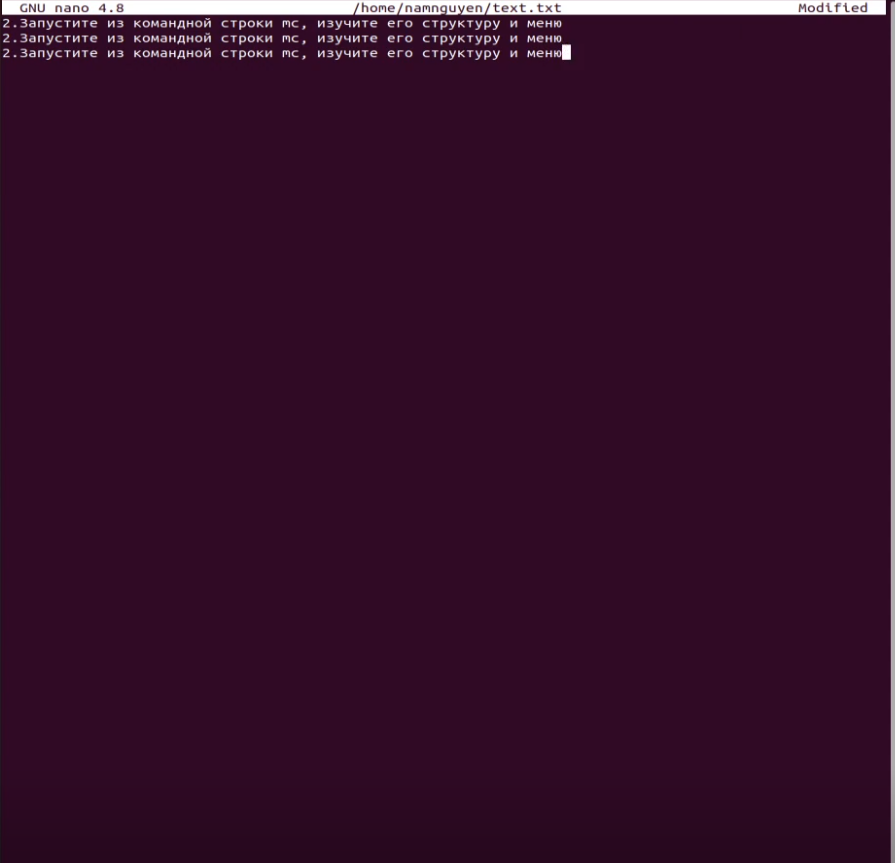 GNU nano 4.8 /home/namnguyen/text.txt Modified
2.Запустите из командной строки mc, изучите его структуру и меню
2.Запустите из командной строки mc, изучите его структуру и меню
2.Запустите из командной строки mc, изучите его структуру и меню